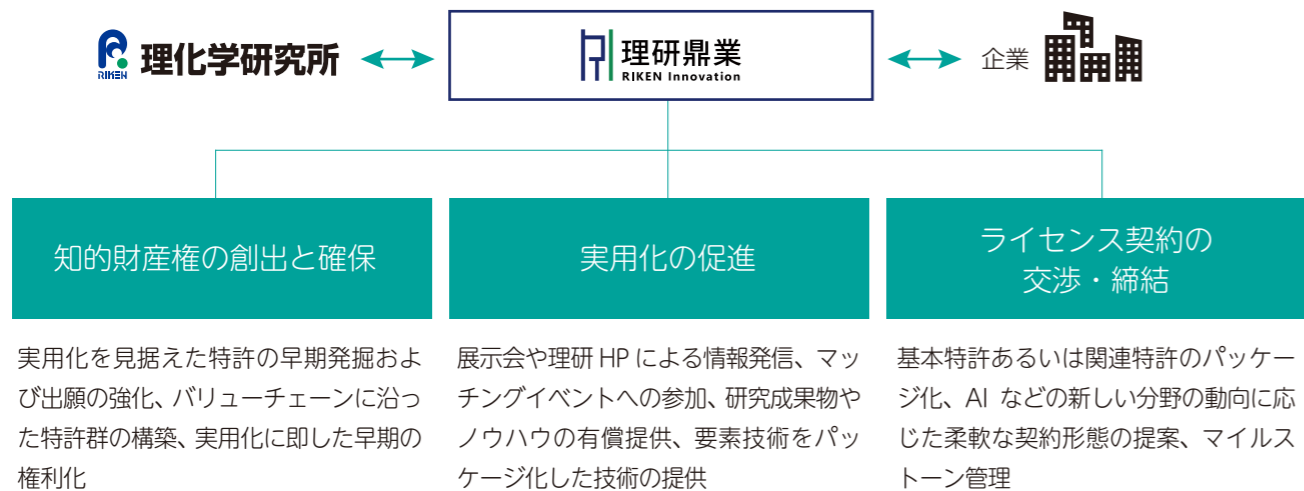 RIKEN
理化学研究所
理研鼎業
RIKEN Innovation
企業
知的財産権の創出と確保
実用化を見据えた特許の早期発掘およ
び出願の強化、バリューチェーンに沿っ
た特許群の構築、実用化に即した早期の
権利化
実用化の促進
展示会や理研 HP による情報発信、マッ
チングイベントへの参加、研究成果物や
ノウハウの有償提供、要素技術をパッ
ケージ化した技術の提供
ライセンス契約の
交渉・締結
基本特許あるいは関連特許のパッケー
ジ化、AI などの新しい分野の動向に応
じた柔軟な契約形態の提案、マイルス
トーン管理